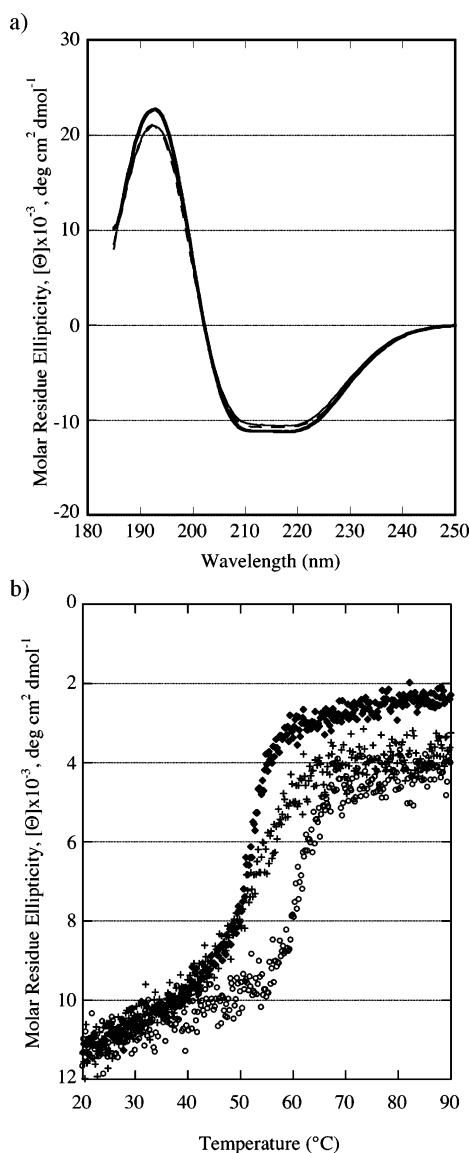 a)
30
20
10
0
-10
-20
Molar Residue Ellipticity, [Θ]x10⁻³, deg cm² dmol⁻¹
180 190 200 210 220 230 240 250
Wavelength (nm)
b)
0
2
4
6
8
10
12
Molar Residue Ellipticity, [Θ]x10⁻³, deg cm² dmol⁻¹
20 30 40 50 60 70 80 90
Temperature (°C)